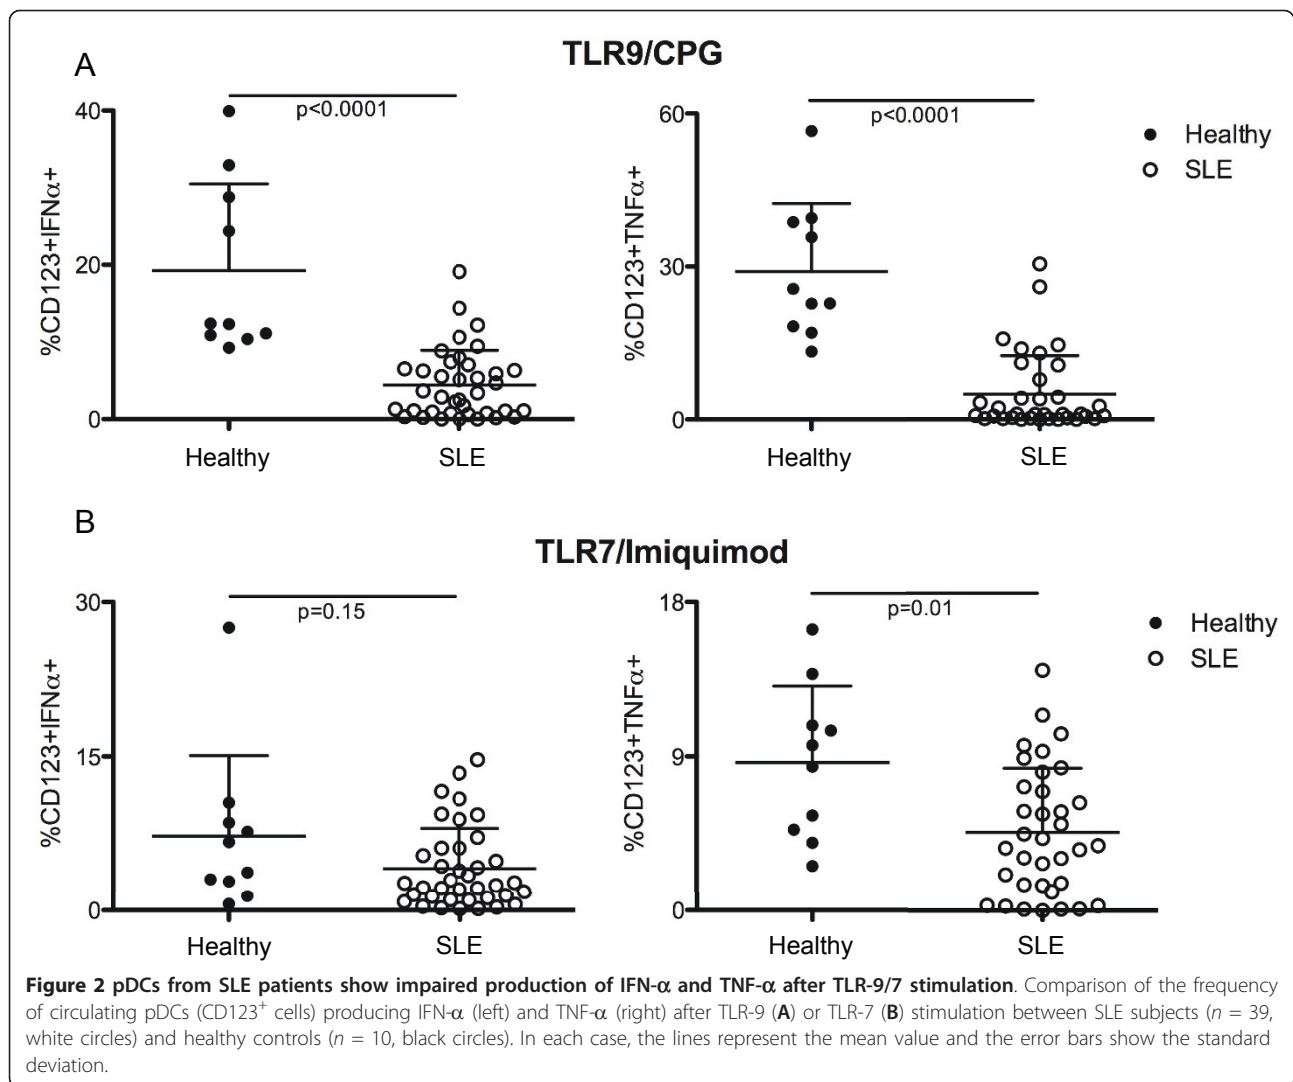 A
TLR9/CPG
p<0.0001
40
20
0
%CD123+IFNα+
Healthy
SLE
p<0.0001
60
30
0
%CD123+TNFα+
Healthy
SLE
Healthy
SLE
B
TLR7/Imiquimod
p=0.15
30
15
0
%CD123+IFNα+
Healthy
SLE
p=0.01
18
9
0
%CD123+TNFα+
Healthy
SLE
Healthy
SLE
Figure 2 pDCs from SLE patients show impaired production of IFN-α and TNF-α after TLR-9/7 stimulation. Comparison of the frequency
of circulating pDCs (CD123⁺ cells) producing IFN-α (left) and TNF-α (right) after TLR-9 (A) or TLR-7 (B) stimulation between SLE subjects (n = 39,
white circles) and healthy controls (n = 10, black circles). In each case, the lines represent the mean value and the error bars show the standard
deviation.